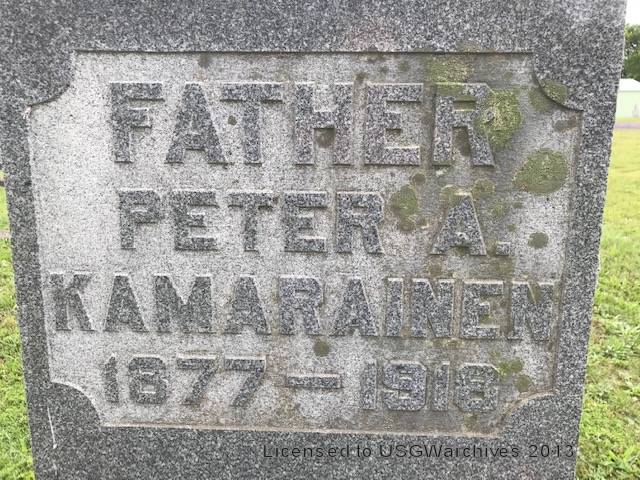 FATHER
PETER A.
KAMARAINEN
1877 – 1918
Licensed to USGWarchives 2013